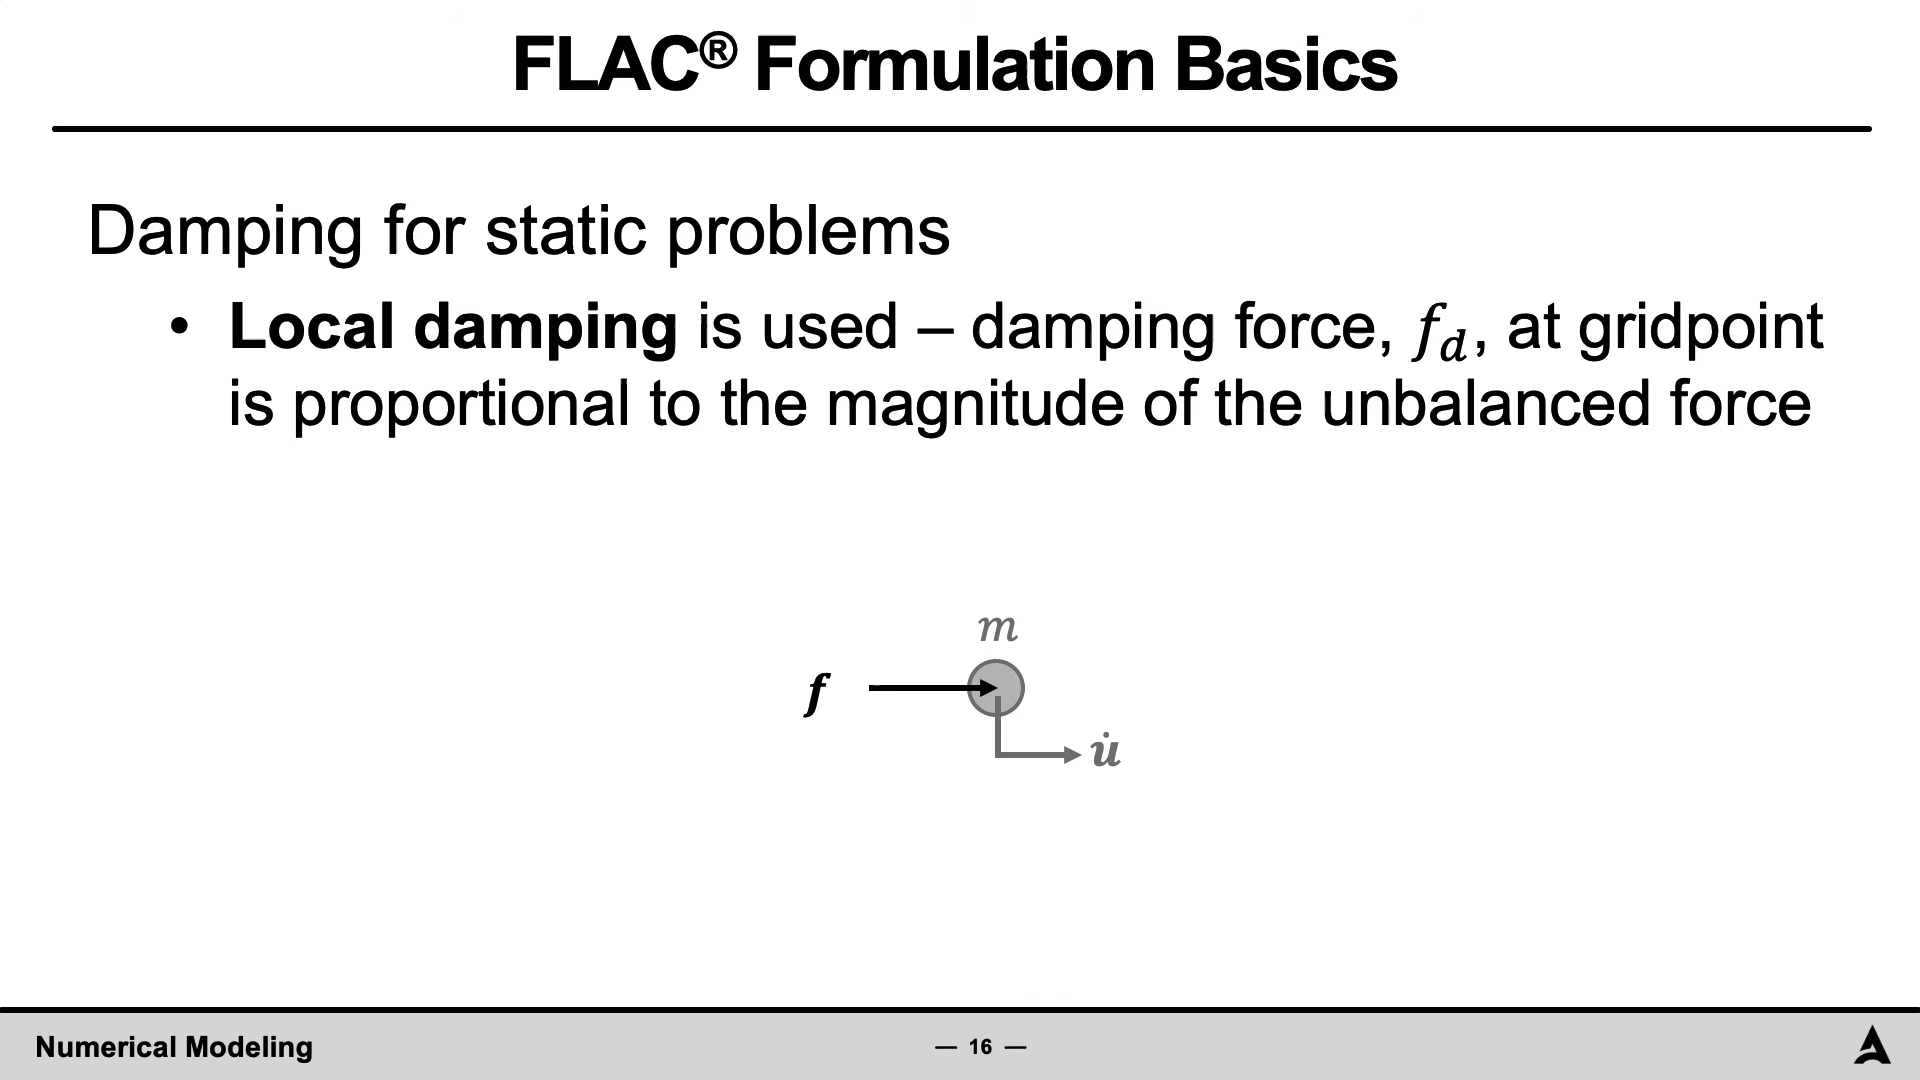 FLAC® Formulation Basics
Damping for static problems
• Local damping is used – damping force, f_d, at gridpoint
is proportional to the magnitude of the unbalanced force
m
f
u̇
Numerical Modeling
— 16 —